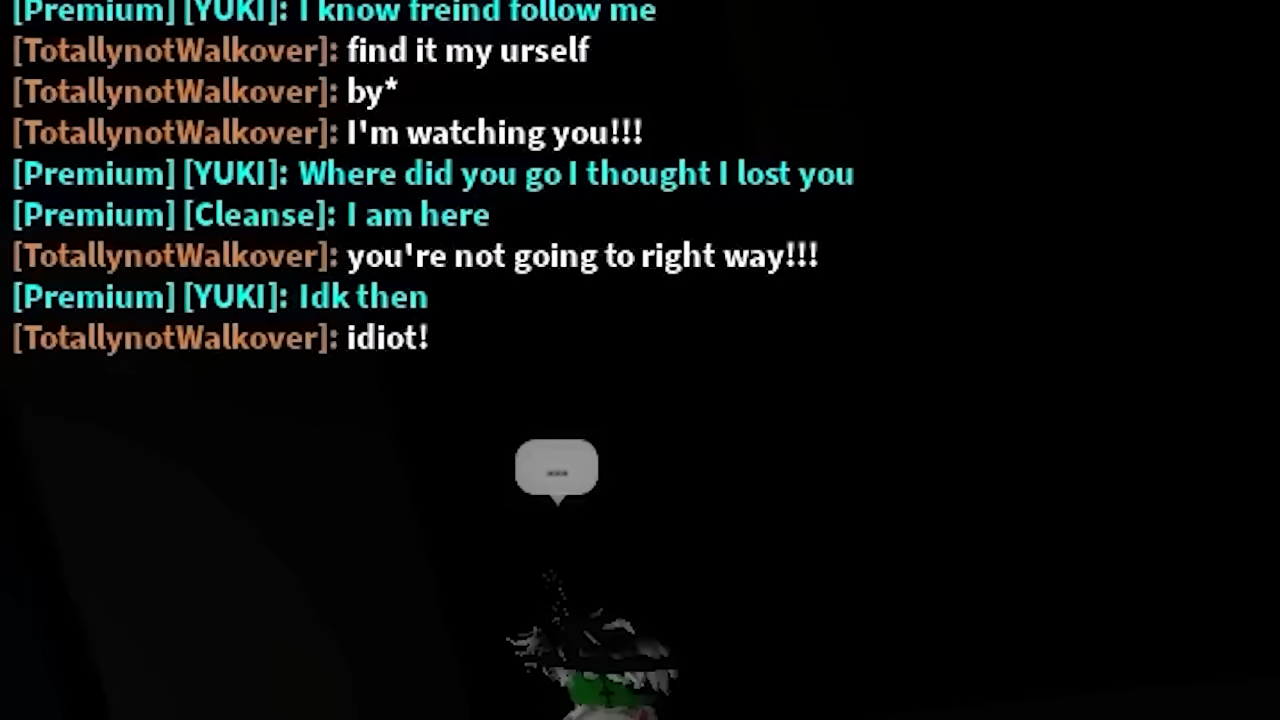 [Premium] [YUKI]: I know freind follow me
[TotallynotWalkover]: find it my urself
[TotallynotWalkover]: by*
[TotallynotWalkover]: I'm watching you!!!
[Premium] [YUKI]: Where did you go I thought I lost you
[Premium] [Cleanse]: I am here
[TotallynotWalkover]: you're not going to right way!!!
[Premium] [YUKI]: Idk then
[TotallynotWalkover]: idiot!
...